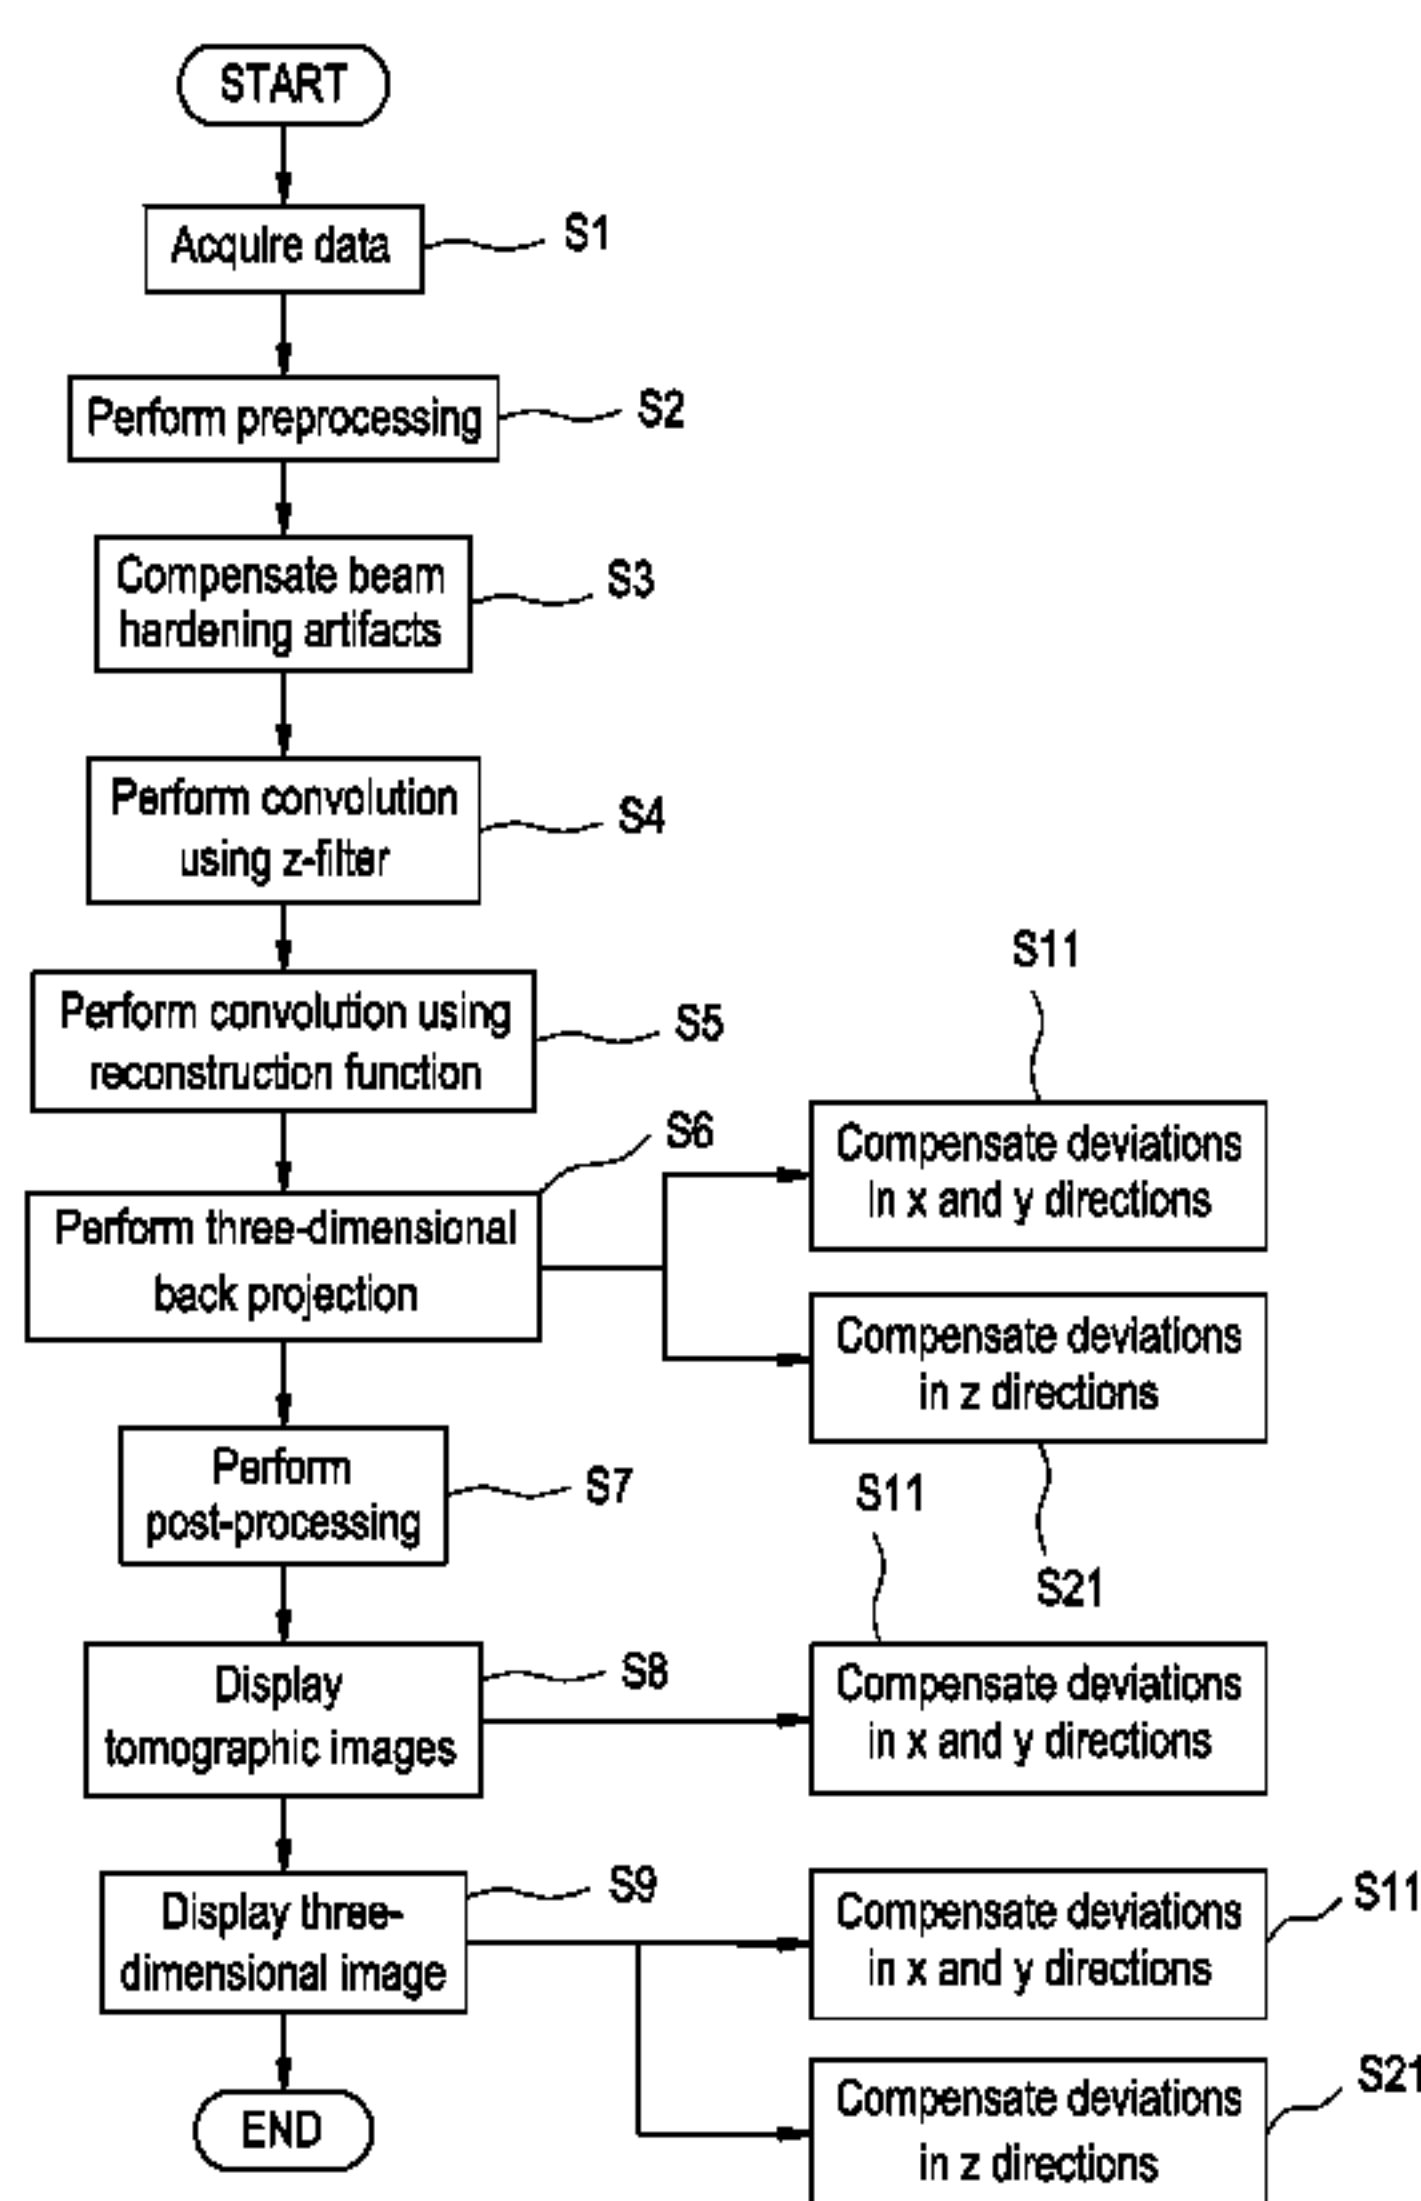 START
Acquire data
S1
Perform preprocessing
S2
Compensate beam
hardening artifacts
S3
Perform convolution
using z-filter
S4
Perform convolution using
reconstruction function
S5
Perform three-dimensional
back projection
S6
S11
Compensate deviations
in x and y directions
Compensate deviations
in z directions
S21
Perform
post-processing
S7
Display
tomographic images
S8
S11
Compensate deviations
in x and y directions
Display three-
dimensional image
S9
Compensate deviations
in x and y directions
S11
Compensate deviations
in z directions
S21
END